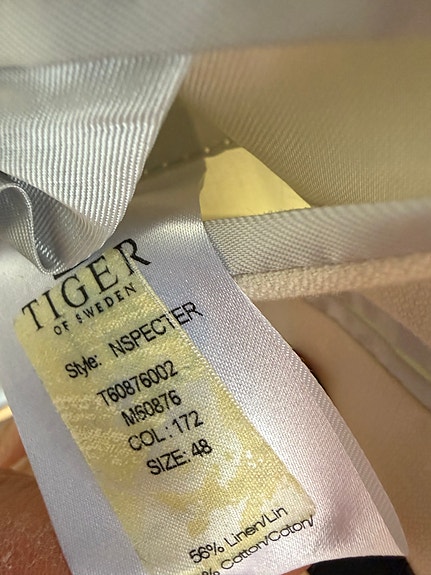 TIGER
OF SWEDEN
Style: NSPECTER
T60876002
M60876
COL: 172
SIZE: 48
56% Linen/Lin
% Cotton/Coton/